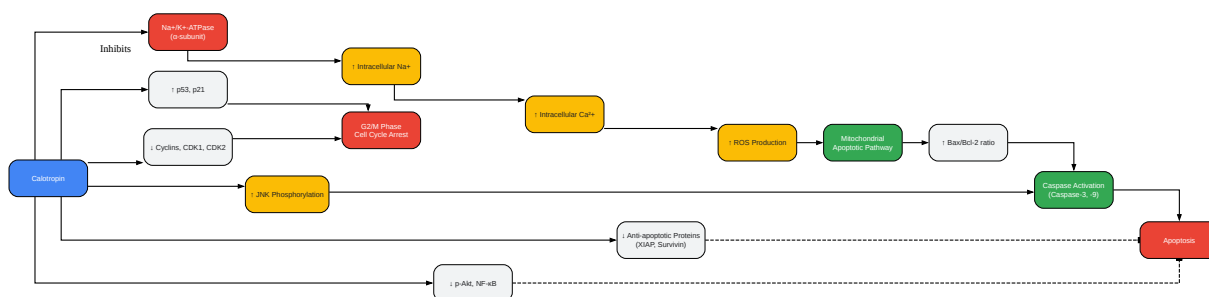 Na+/K+-ATPase
(α-subunit)
Inhibits
↑ Intracellular Na+
↑ p53, p21
↑ Intracellular Ca²+
G2/M Phase
Cell Cycle Arrest
↓ Cyclins, CDK1, CDK2
↑ ROS Production
Mitochondrial
Apoptotic Pathway
↑ Bax/Bcl-2 ratio
Calotropin
↑ JNK Phosphorylation
Caspase Activation
(Caspase-3, -9)
↓ Anti-apoptotic Proteins
(XIAP, Survivin)
Apoptosis
↓ p-Akt, NF-κB